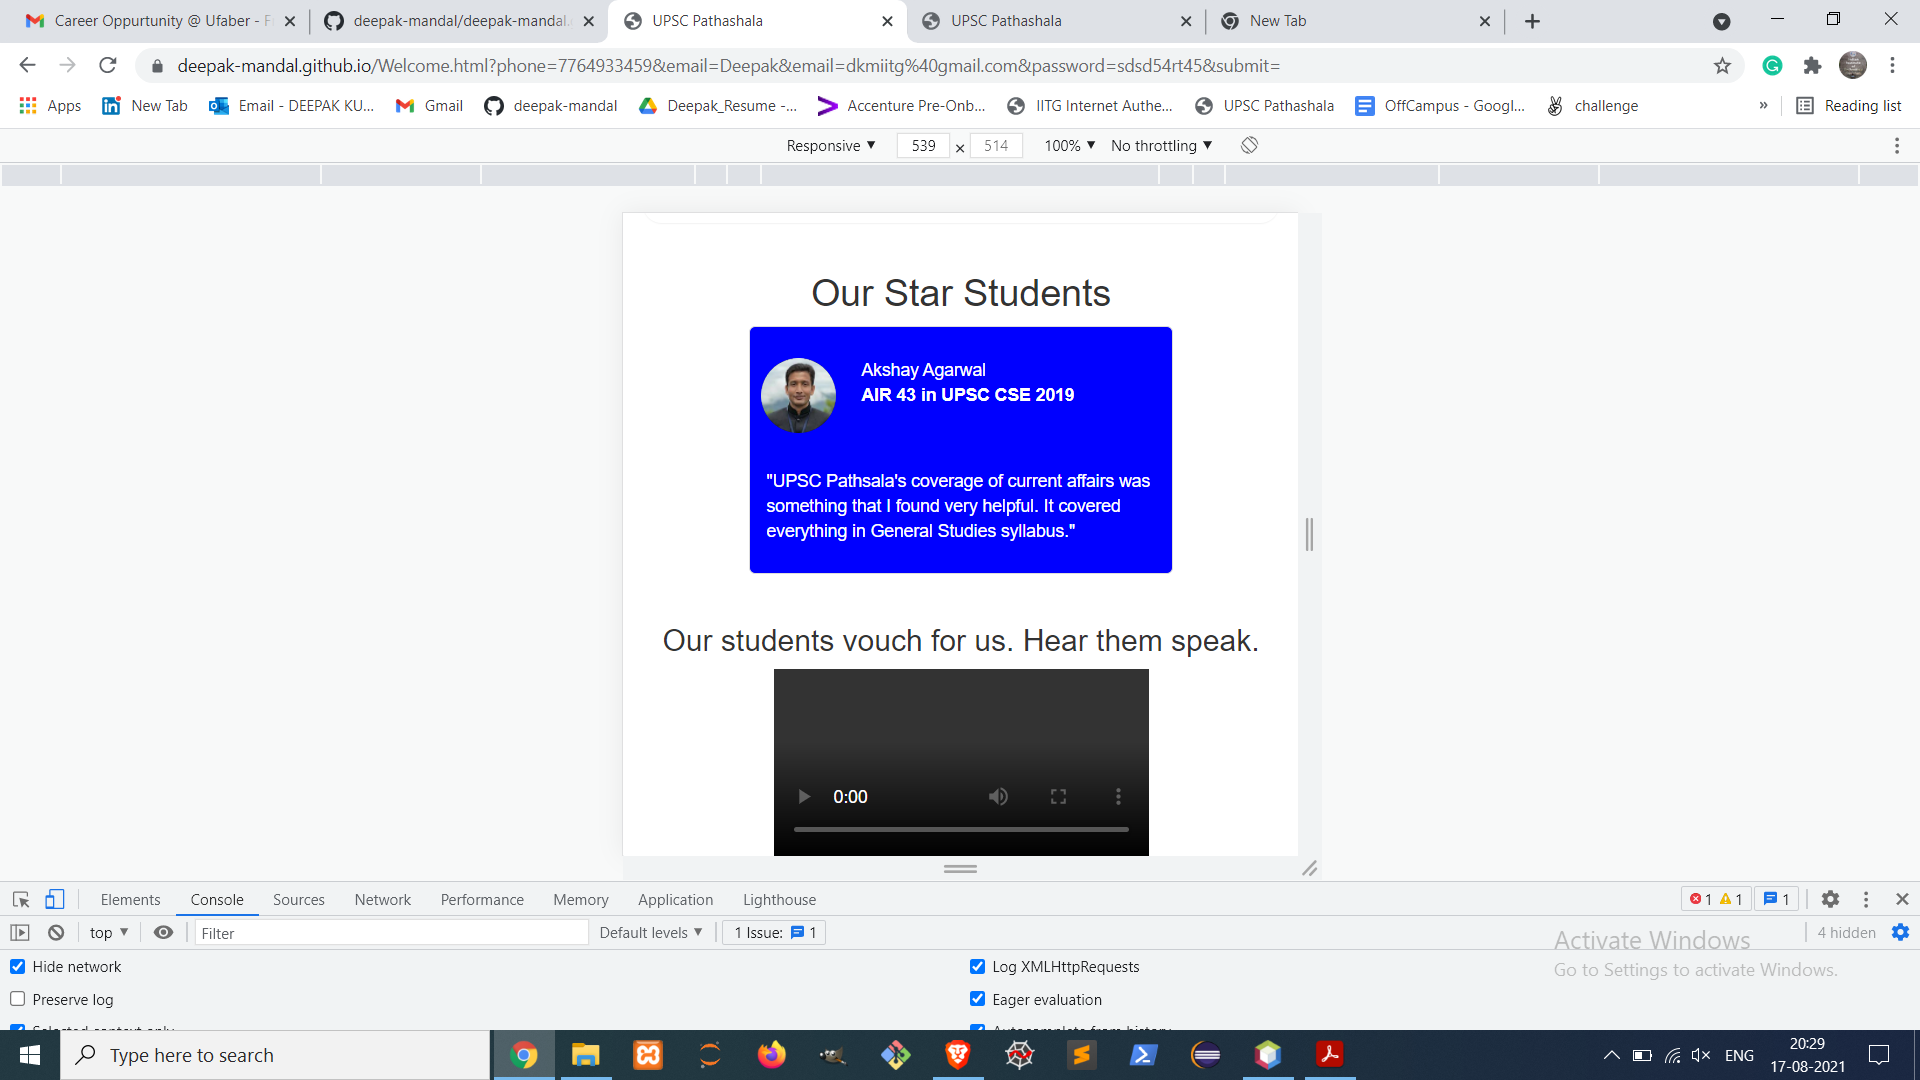 Career Oppurtunity @ Ufaber - F
deepak-mandal/deepak-mandal.
UPSC Pathashala
UPSC Pathashala
New Tab
deepak-mandal.github.io/Welcome.html?phone=7764933459&email=Deepak&email=dkmiitg%40gmail.com&password=sdsd54rt45&submit=
Apps
New Tab
Email - DEEPAK KU...
Gmail
deepak-mandal
Deepak_Resume -...
Accenture Pre-Onb...
IITG Internet Authe...
UPSC Pathashala
OffCampus - Googl...
challenge
»
Reading list
Responsive ▼ 539 × 514 100% ▼ No throttling ▼
Our Star Students
Akshay Agarwal
AIR 43 in UPSC CSE 2019
"UPSC Pathsala's coverage of current affairs was
something that I found very helpful. It covered
everything in General Studies syllabus."
Our students vouch for us. Hear them speak.
0:00
Elements Console Sources Network Performance Memory Application Lighthouse
1 1 1
top ▼ Filter Default levels ▼ 1 Issue: 1
4 hidden
Activate Windows
Go to Settings to activate Windows.
Hide network
Log XMLHttpRequests
Preserve log
Eager evaluation
Selected context only
Autocomplete from history
Type here to search
ENG
20:29
17-08-2021